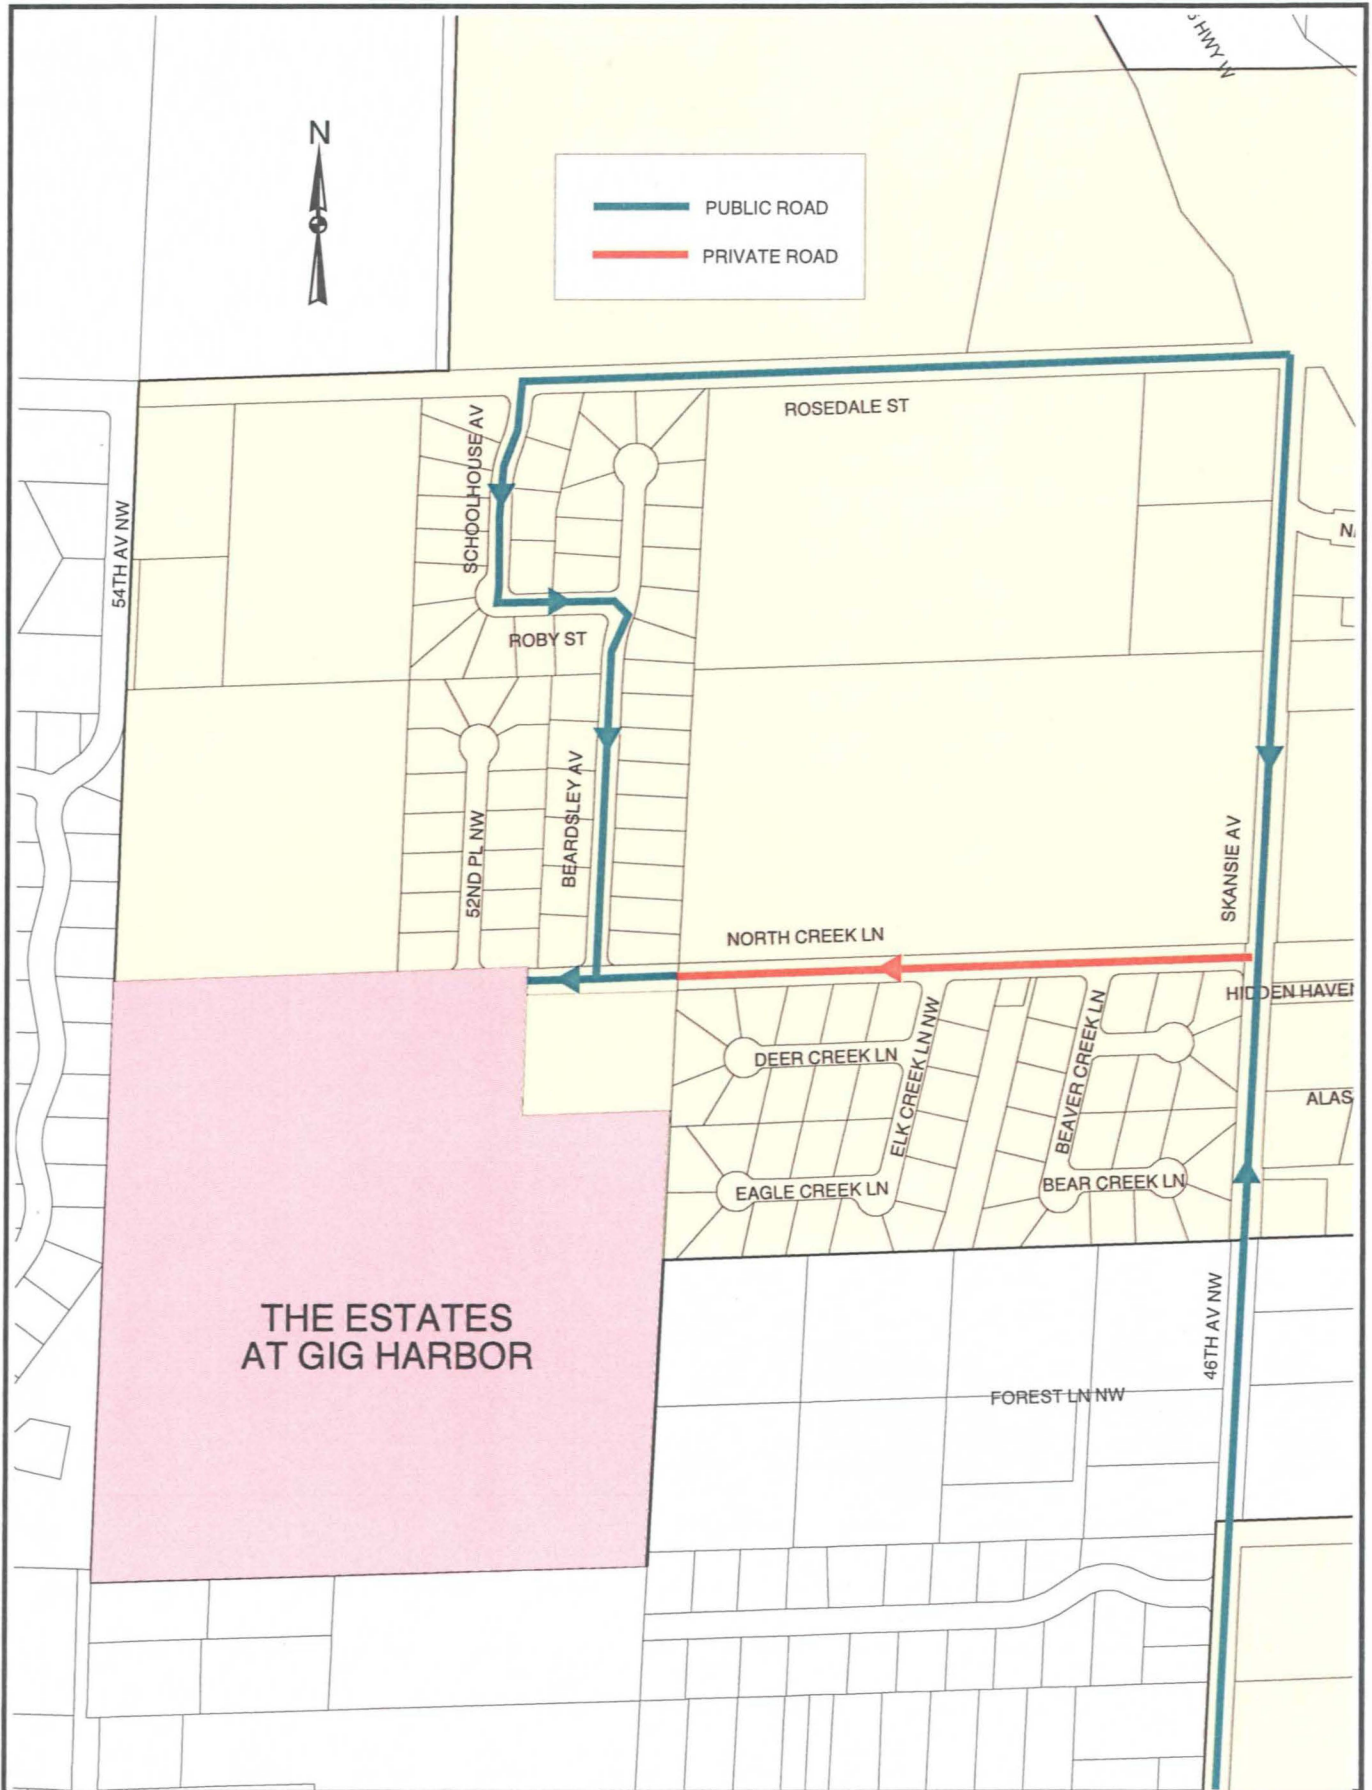 S HWY W
N
PUBLIC ROAD
PRIVATE ROAD
ROSEDALE ST
SCHOOLHOUSE AV
54TH AV NW
ROBY ST
BEARDSLEY AV
52ND PL NW
SKANSIE AV
NORTH CREEK LN
HIDDEN HAVEN
DEER CREEK LN
ELK CREEK LN NW
BEAVER CREEK LN
ALAS
EAGLE CREEK LN
BEAR CREEK LN
THE ESTATES
AT GIG HARBOR
46TH AV NW
FOREST LN NW